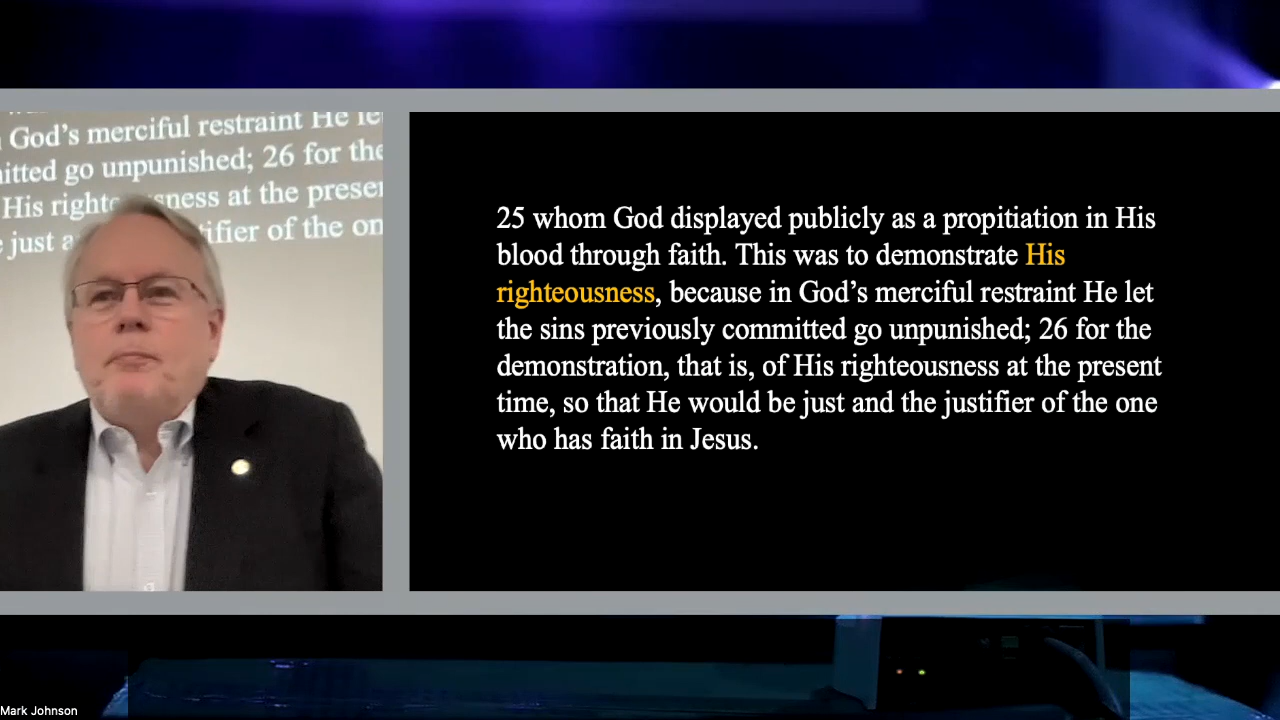 God's merciful restraint He le
itted go unpunished; 26 for the
His righte sness at the prese
just a tifier of the on
25 whom God displayed publicly as a propitiation in His
blood through faith. This was to demonstrate His
righteousness, because in God's merciful restraint He let
the sins previously committed go unpunished; 26 for the
demonstration, that is, of His righteousness at the present
time, so that He would be just and the justifier of the one
who has faith in Jesus.
Mark Johnson